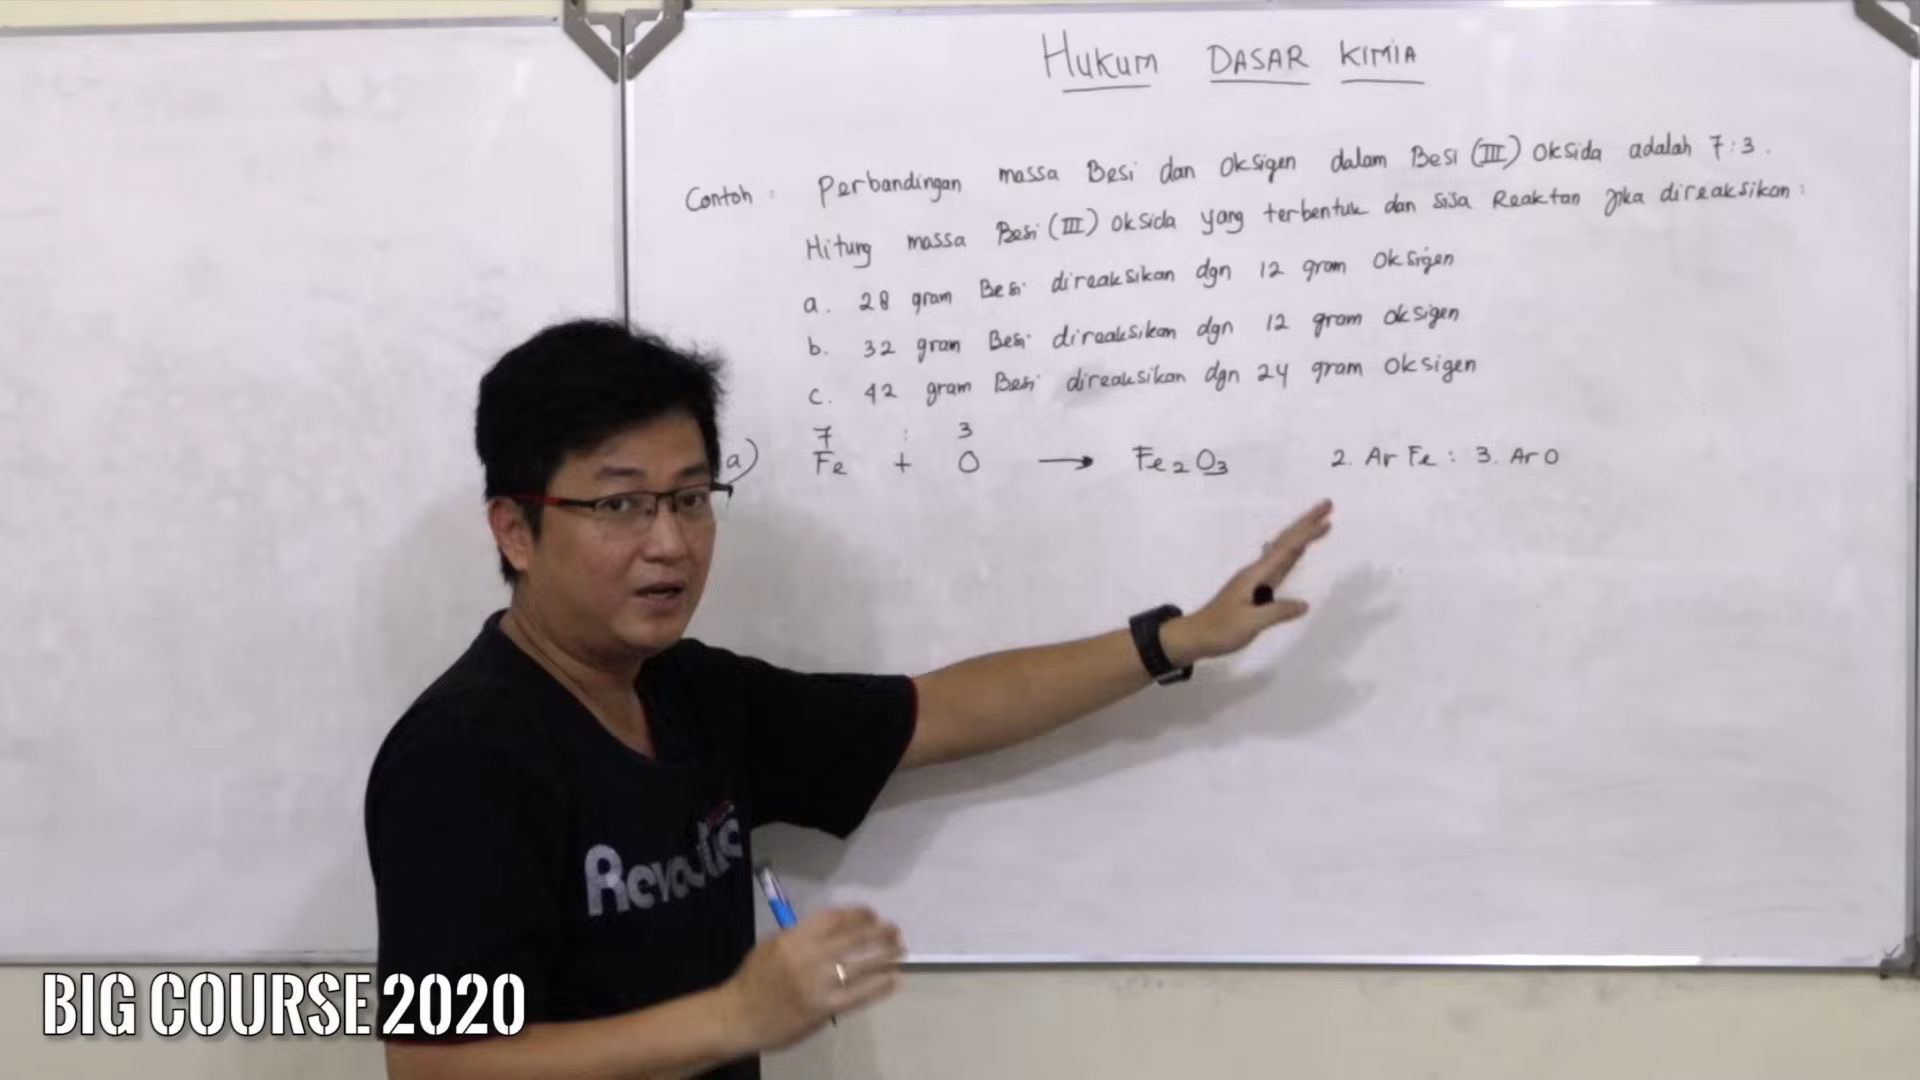 HUKUM DASAR KIMIA
Contoh : Perbandingan massa Besi dan Oksigen dalam Besi (III) Oksida adalah 7:3.
Hitung massa Besi (III) Oksida yang terbentuk dan sisa Reaktan jika direaksikan :
a. 28 gram Besi direaksikan dgn 12 gram Oksigen
b. 32 gram Besi direaksikan dgn 12 gram Oksigen
c. 42 gram Besi direaksikan dgn 24 gram Oksigen
7 : 3
a) Fe + O → Fe₂O₃ 2. Ar Fe : 3. Ar O
BIG COURSE 2020